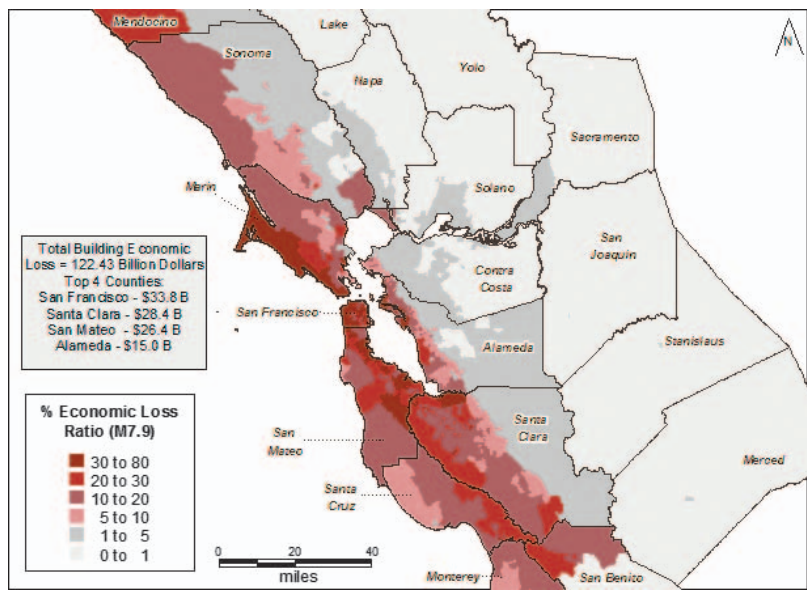 Mendocino
Lake
Sonoma
Napa
Yolo
N
Sacramento
Marin
Solano
San
Joaquin
Contra
Costa
Total Building Economic
Loss = 122.43 Billion Dollars
Top 4 Counties:
San Francisco - $33.8 B
Santa Clara - $28.4 B
San Mateo - $26.4 B
Alameda - $15.0 B
San Francisco
Alameda
Stanislaus
% Economic Loss
Ratio (M7.9)
30 to 80
20 to 30
10 to 20
5 to 10
1 to 5
0 to 1
Santa
Clara
San
Mateo
Merced
Santa
Cruz
0 20 40
miles
Monterey
San Benito